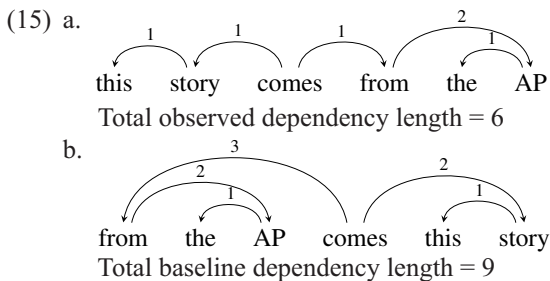 (15) a.
1 1 1 2 1
this story comes from the AP
Total observed dependency length = 6
b.
3 2 1 2 1
from the AP comes this story
Total baseline dependency length = 9